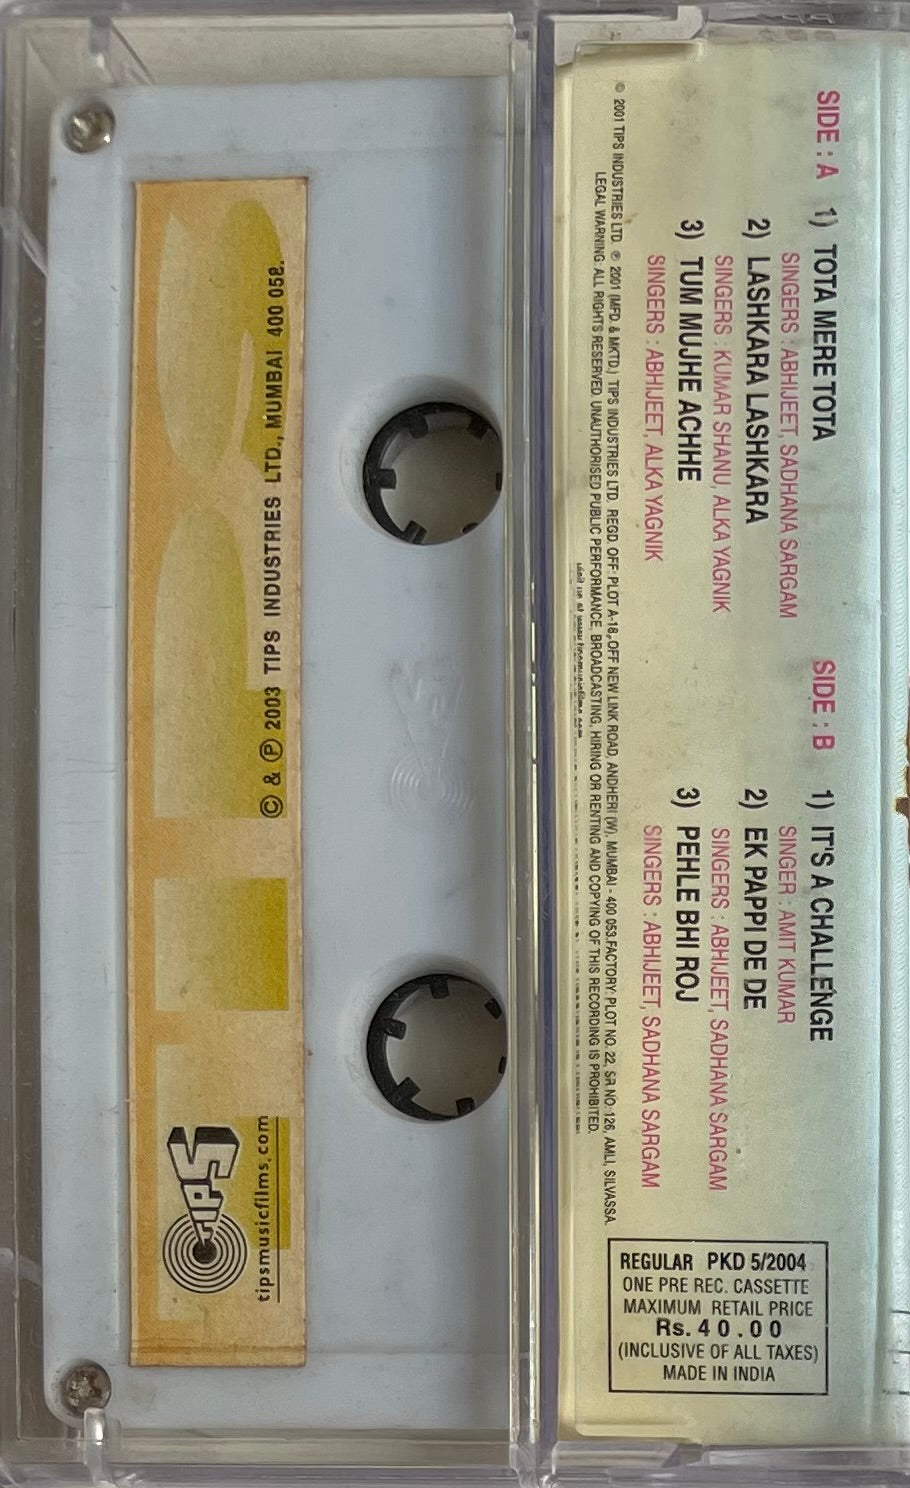 SIDE : A
1) TOTA MERE TOTA
SINGERS : ABHIJEET, SADHANA SARGAM
2) LASHKARA LASHKARA
SINGERS : KUMAR SHANU, ALKA YAGNIK
3) TUM MUJHE ACHHE
SINGERS : ABHIJEET, ALKA YAGNIK
SIDE : B
1) IT'S A CHALLENGE
SINGER : AMIT KUMAR
2) EK PAPPI DE DE
SINGERS : ABHIJEET, SADHANA SARGAM
3) PEHLE BHI ROJ
SINGERS : ABHIJEET, SADHANA SARGAM
© 2001 TIPS INDUSTRIES LTD. ℗ 2001 (MFD. & MKTD.) TIPS INDUSTRIES LTD. REGD. OFF: PLOT A-18, OFF NEW LINK ROAD, ANDHERI (W), MUMBAI - 400 053. FACTORY: PLOT NO. 22, SR NO. 126, AMLI, SILVASSA.
LEGAL WARNING: ALL RIGHTS RESERVED. UNAUTHORISED PUBLIC PERFORMANCE, BROADCASTING, HIRING OR RENTING AND COPYING OF THIS RECORDING IS PROHIBITED.
REGULAR PKD 5/2004
ONE PRE REC. CASSETTE
MAXIMUM RETAIL PRICE
Rs. 40.00
(INCLUSIVE OF ALL TAXES)
MADE IN INDIA
© & ℗ 2003 TIPS INDUSTRIES LTD., MUMBAI 400 052.
TIPS
tipsmusicfilms.com